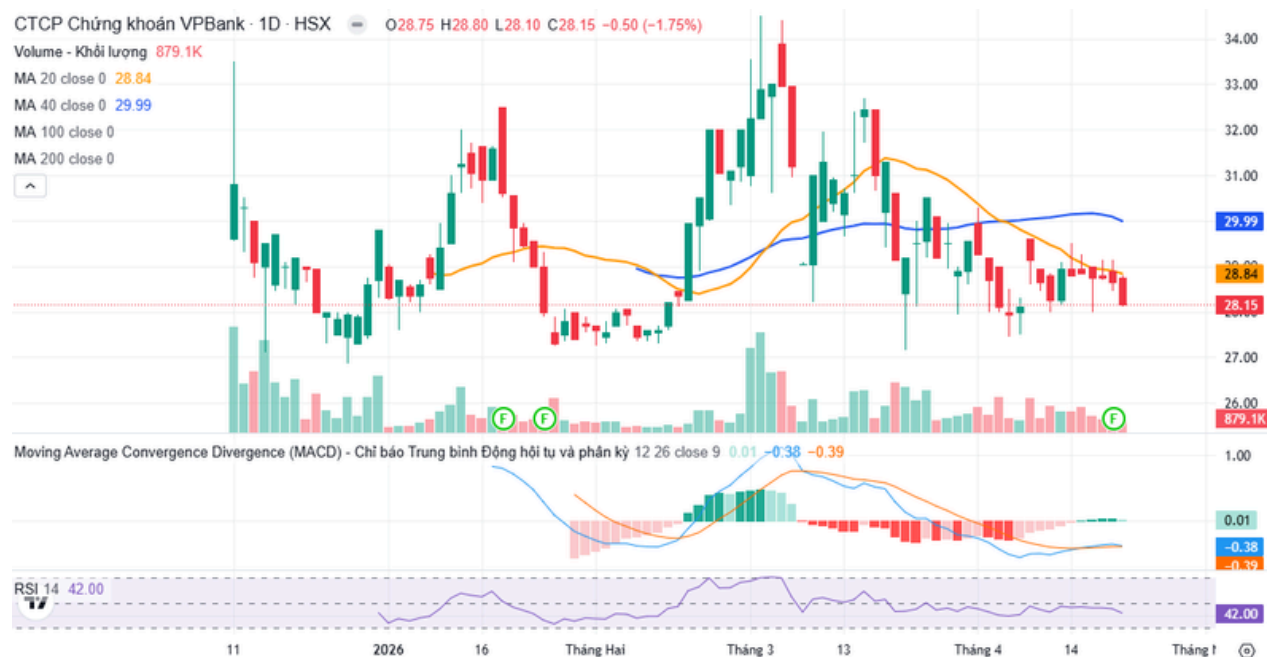 CTCP Chứng khoán VPBank · 1D · HSX O28.75 H28.80 L28.10 C28.15 −0.50 (−1.75%)
Volume - Khối lượng 879.1K
MA 20 close 0 28.84
MA 40 close 0 29.99
MA 100 close 0
MA 200 close 0
34.00
33.00
32.00
31.00
29.99
28.84
28.15
27.00
26.00
879.1K
F F F
Moving Average Convergence Divergence (MACD) - Chỉ báo Trung bình Động hội tụ và phân kỳ 12 26 close 9 0.01 −0.38 −0.39
1.00
0.01
−0.38
−0.39
RSI 14 42.00
42.00
11 2026 16 Tháng Hai Tháng 3 13 Tháng 4 14 Tháng